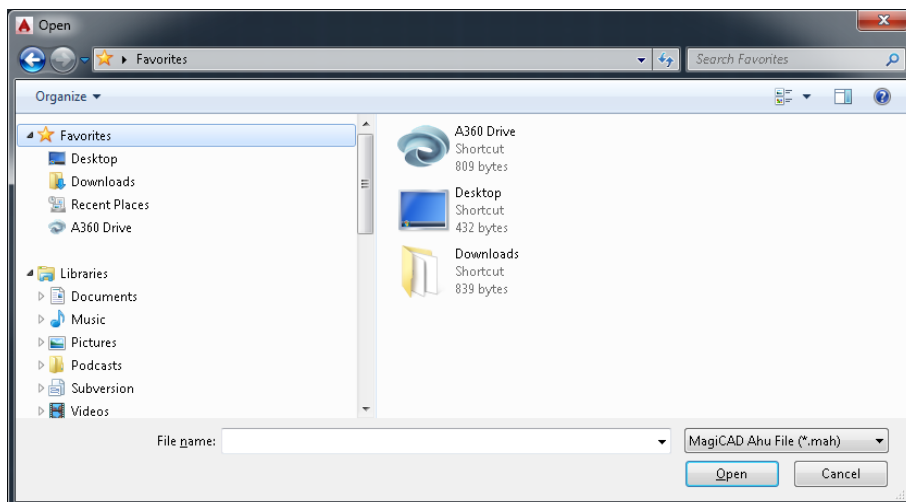 Open
Favorites
Search Favorites
Organize
Favorites
Desktop
Downloads
Recent Places
A360 Drive
Libraries
Documents
Music
Pictures
Podcasts
Subversion
Videos
A360 Drive
Shortcut
809 bytes
Desktop
Shortcut
432 bytes
Downloads
Shortcut
839 bytes
File name:
MagiCAD Ahu File (*.mah)
Open
Cancel